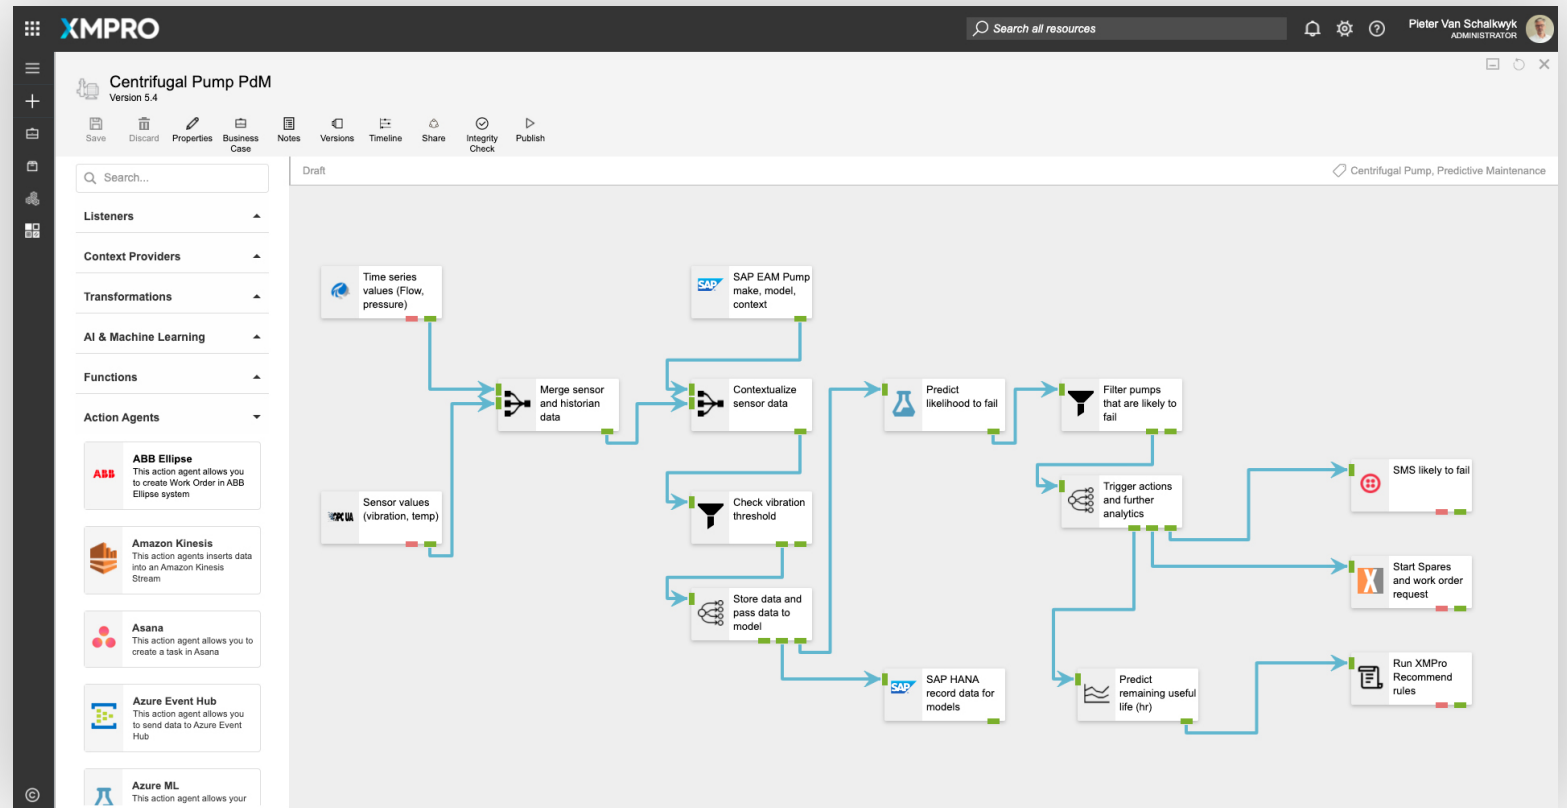 XMPRO
Search all resources
Pieter Van Schalkwyk
ADMINISTRATOR
Centrifugal Pump PdM
Version 5.4
Save
Discard
Properties
Business
Case
Notes
Versions
Timeline
Share
Integrity
Check
Publish
Search...
Draft
Centrifugal Pump, Predictive Maintenance
Listeners
Context Providers
Transformations
AI & Machine Learning
Functions
Action Agents
ABB
ABB Ellipse
This action agent allows you
to create Work Order in ABB
Ellipse system
Amazon Kinesis
This action agents inserts data
into an Amazon Kinesis
Stream
Asana
This action agent allows you to
create a task in Asana
Azure Event Hub
This action agent allows you
to send data to Azure Event
Hub
Azure ML
This action agent allows your
Time series
values (Flow,
pressure)
SAP
SAP EAM Pump
make, model,
context
Merge sensor
and historian
data
Contextualize
sensor data
Predict
likelihood to fail
Filter pumps
that are likely to
fail
OPC UA
Sensor values
(vibration, temp)
Check vibration
threshold
Trigger actions
and further
analytics
SMS likely to fail
Store data and
pass data to
model
X
Start Spares
and work order
request
SAP
SAP HANA
record data for
models
Predict
remaining useful
life (hr)
Run XMPro
Recommend
rules